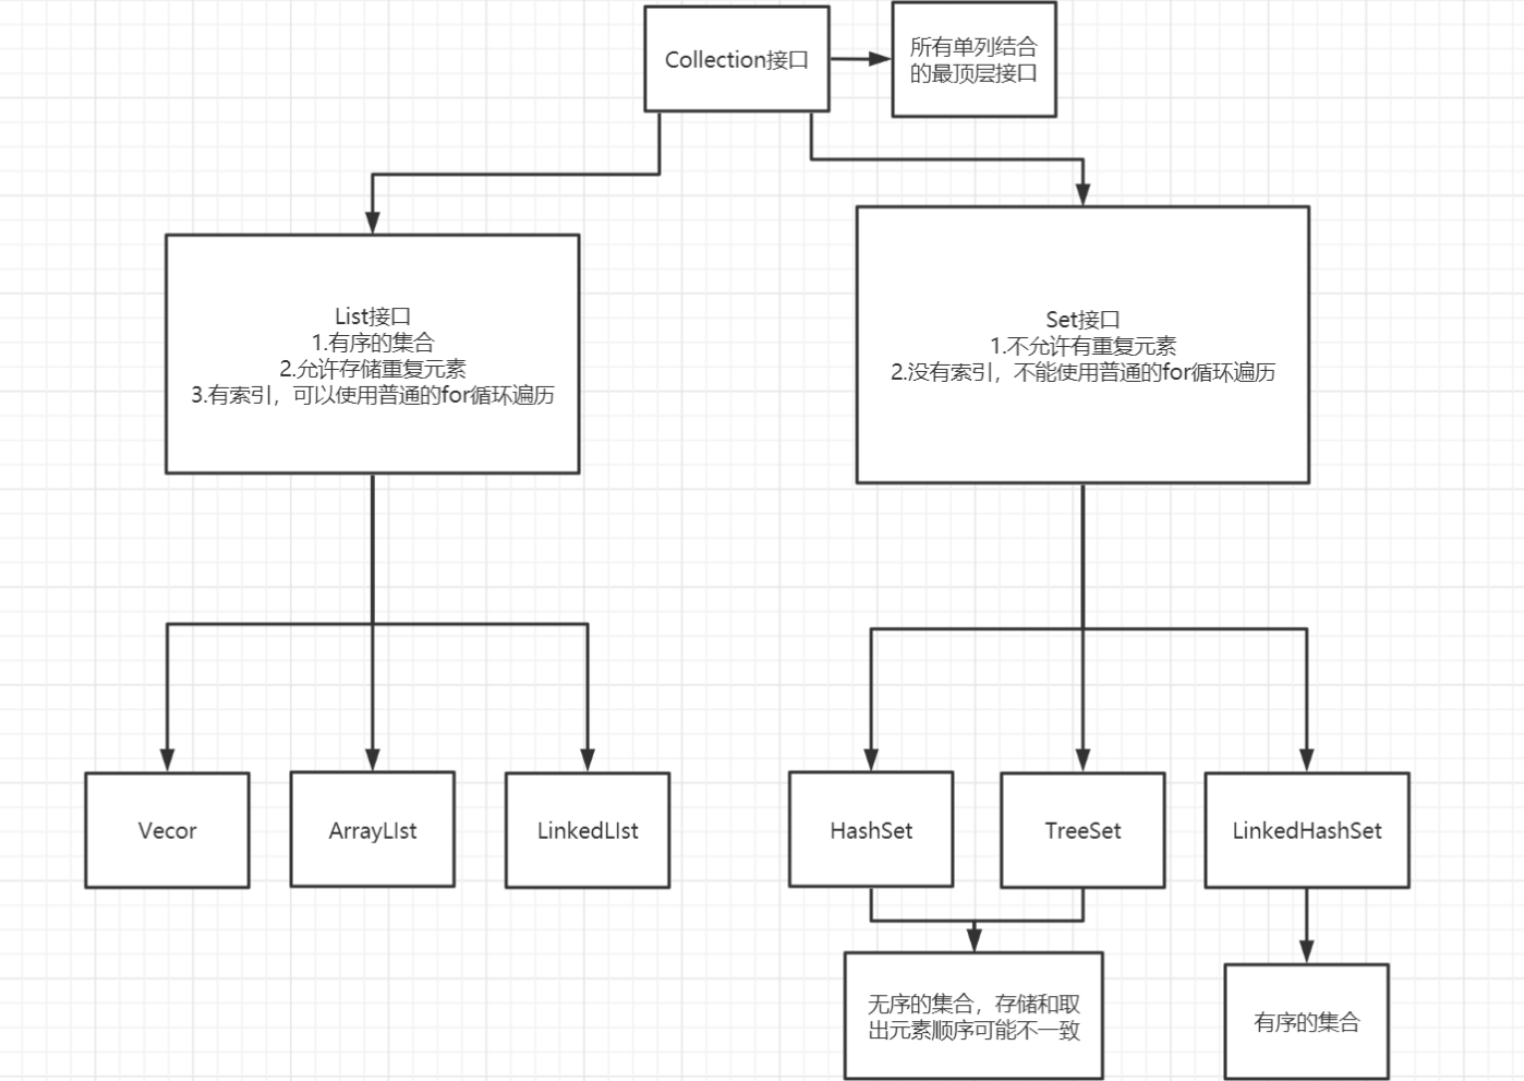 Collection接口
所有单列结合
的最顶层接口
List接口
1.有序的集合
2.允许存储重复元素
3.有索引，可以使用普通的for循环遍历
Set接口
1.不允许有重复元素
2.没有索引，不能使用普通的for循环遍历
Vecor
ArrayLIst
LinkedLIst
HashSet
TreeSet
LinkedHashSet
无序的集合，存储和取
出元素顺序可能不一致
有序的集合